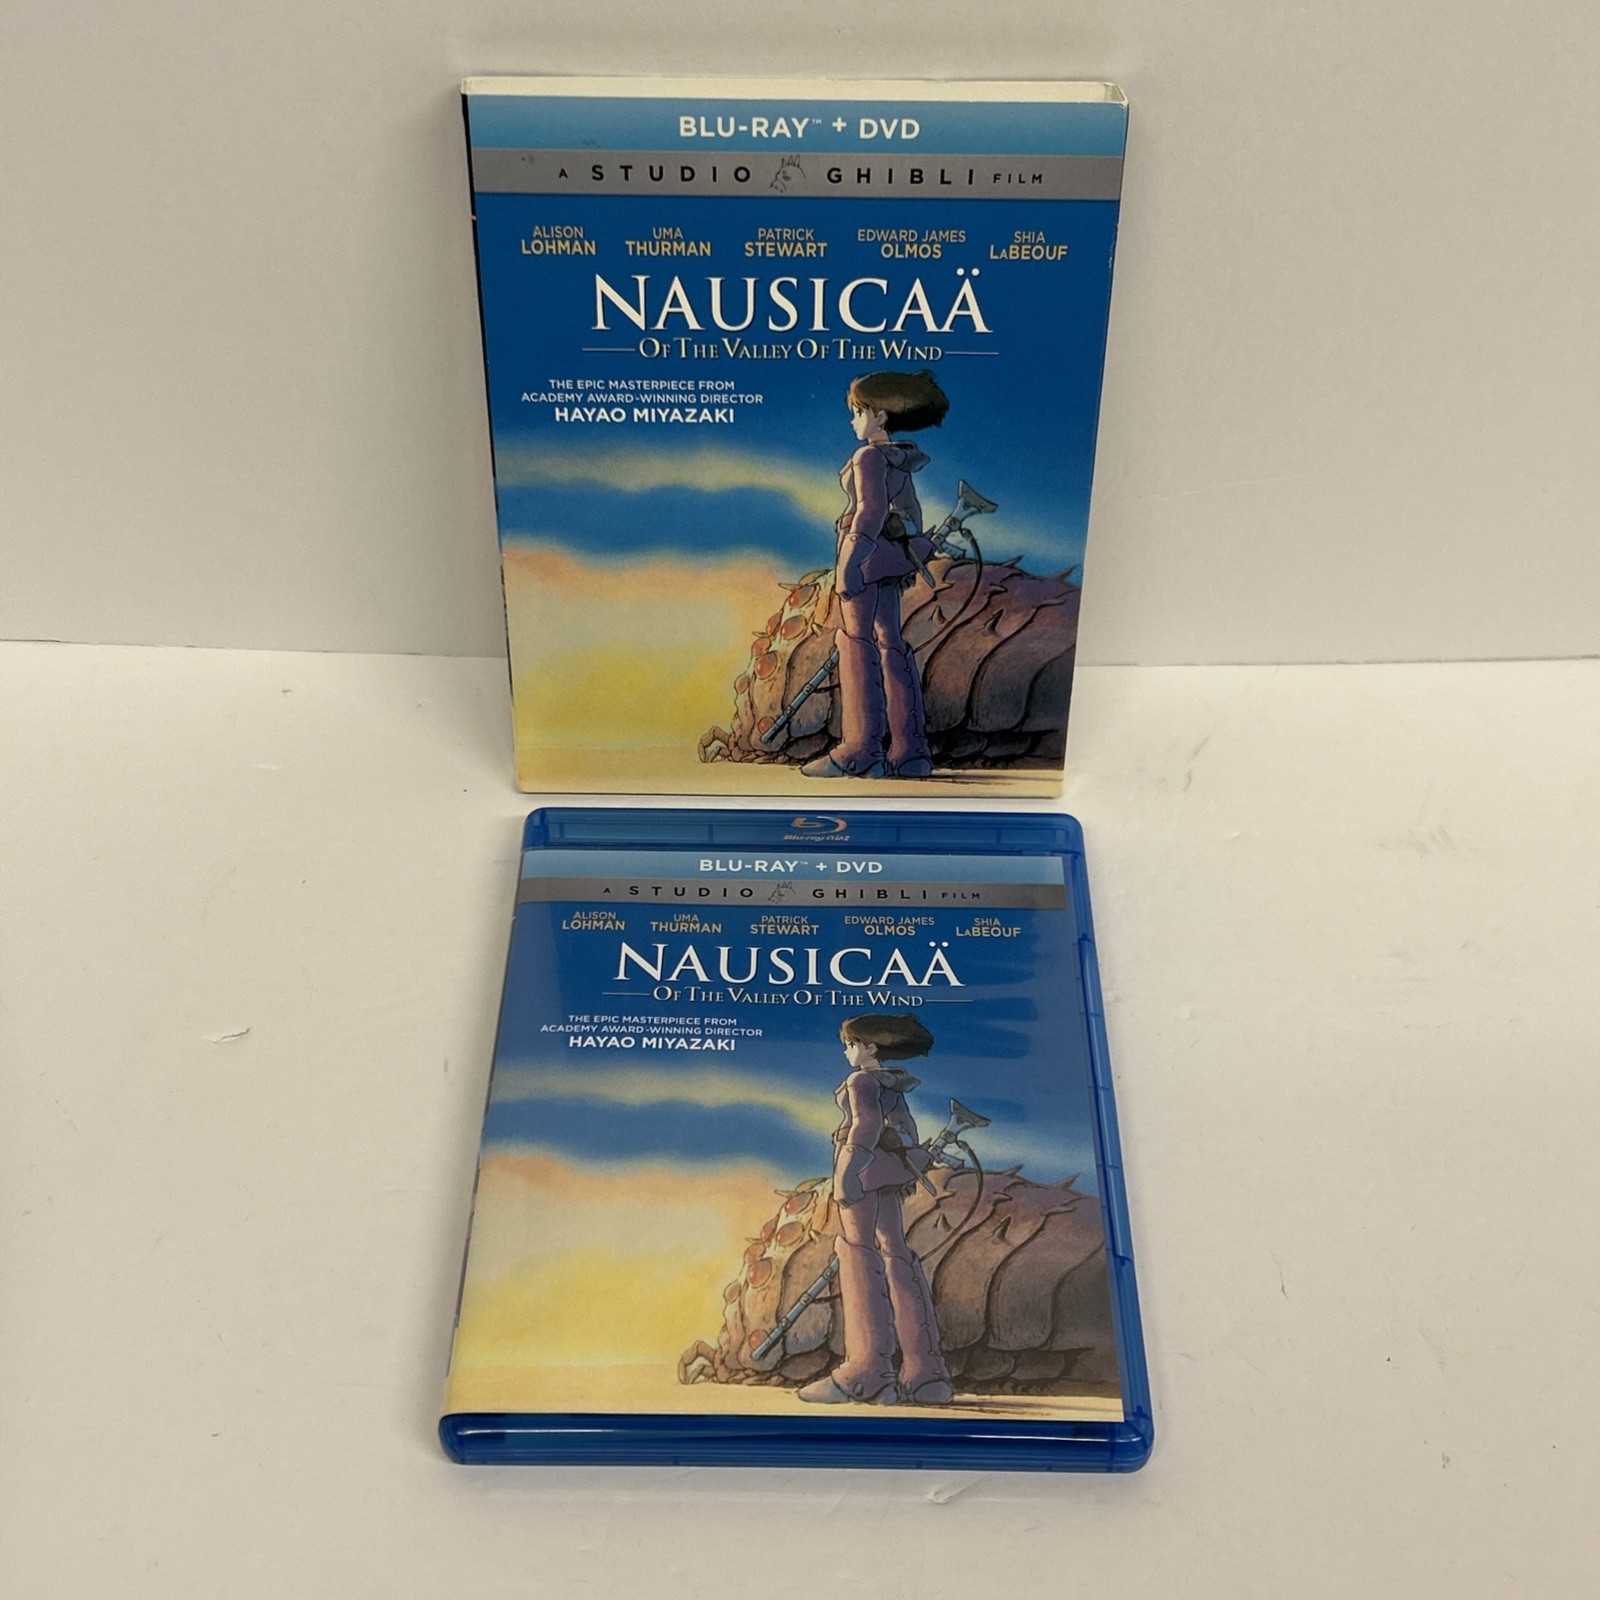 BLU-RAY™ + DVD
A STUDIO GHIBLI FILM
ALISON LOHMAN UMA THURMAN PATRICK STEWART EDWARD JAMES OLMOS SHIA LABEOUF
NAUSICAÄ
OF THE VALLEY OF THE WIND
THE EPIC MASTERPIECE FROM
ACADEMY AWARD-WINNING DIRECTOR
HAYAO MIYAZAKI
Blu-ray Disc
BLU-RAY™ + DVD
A STUDIO GHIBLI FILM
ALISON LOHMAN UMA THURMAN PATRICK STEWART EDWARD JAMES OLMOS SHIA LABEOUF
NAUSICAÄ
OF THE VALLEY OF THE WIND
THE EPIC MASTERPIECE FROM
ACADEMY AWARD-WINNING DIRECTOR
HAYAO MIYAZAKI